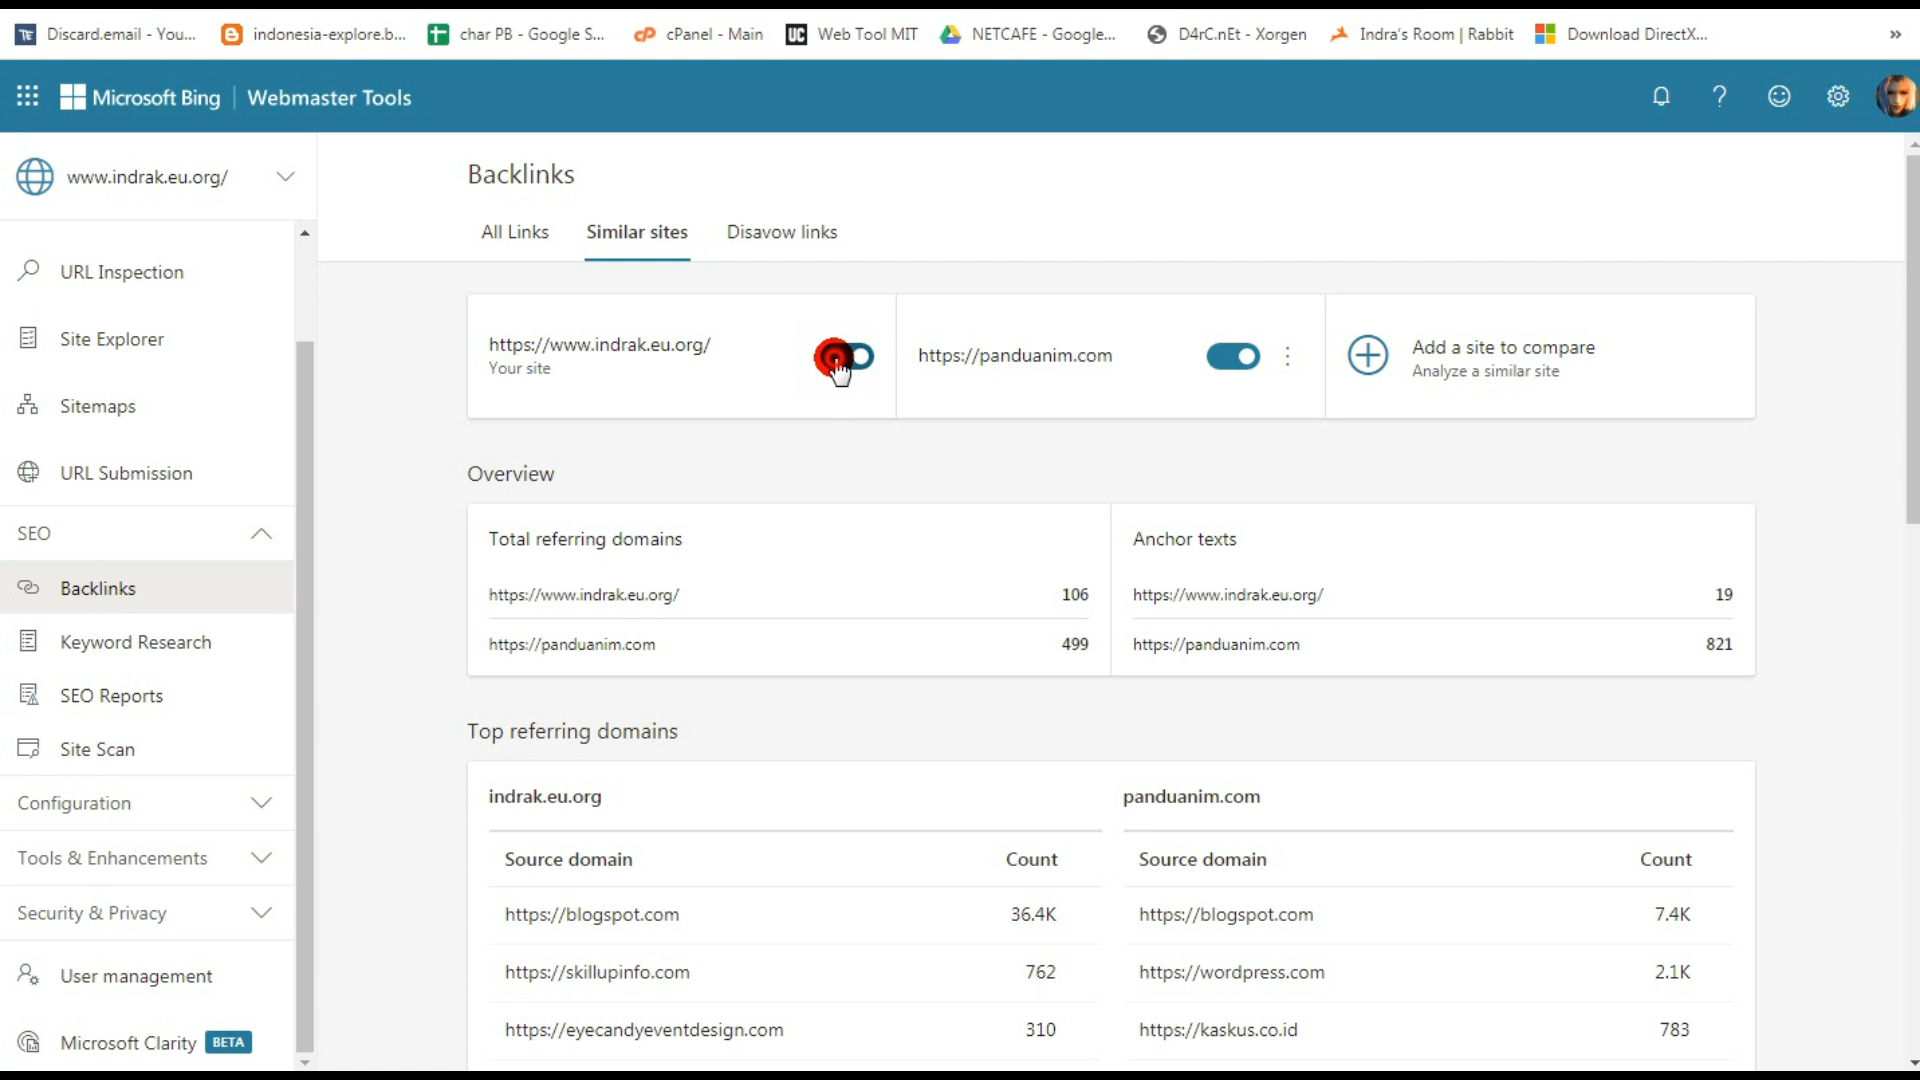 Discard.email - You... indonesia-explore.b... char PB - Google S... cPanel - Main Web Tool MIT NETCAFE - Google... D4rC.nEt - Xorgen Indra's Room | Rabbit Download DirectX... »
Microsoft Bing | Webmaster Tools ?
www.indrak.eu.org/
URL Inspection
Site Explorer
Sitemaps
URL Submission
SEO
Backlinks
Keyword Research
SEO Reports
Site Scan
Configuration
Tools & Enhancements
Security & Privacy
User management
Microsoft Clarity BETA
Backlinks
All Links Similar sites Disavow links
https://www.indrak.eu.org/
Your site
https://panduanim.com
Add a site to compare
Analyze a similar site
Overview
Total referring domains
https://www.indrak.eu.org/ 106
https://panduanim.com 499
Anchor texts
https://www.indrak.eu.org/ 19
https://panduanim.com 821
Top referring domains
indrak.eu.org
Source domain Count
https://blogspot.com 36.4K
https://skillupinfo.com 762
https://eyecandyeventdesign.com 310
panduanim.com
Source domain Count
https://blogspot.com 7.4K
https://wordpress.com 2.1K
https://kaskus.co.id 783